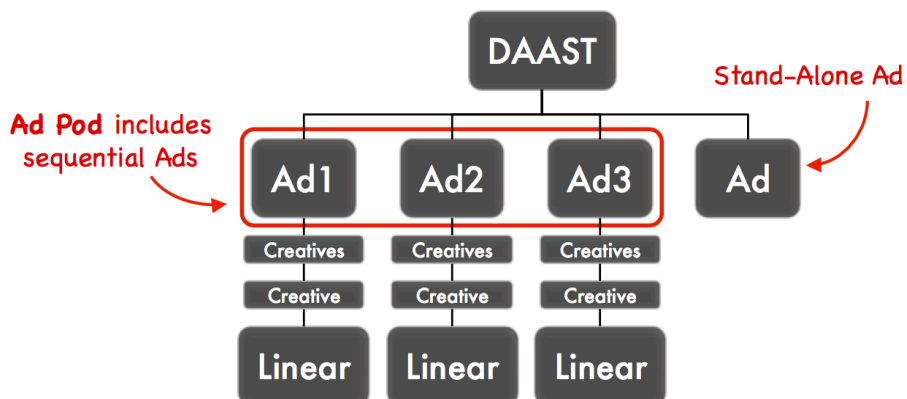 DAAST
Stand-Alone Ad
Ad Pod includes
sequential Ads
Ad1
Ad2
Ad3
Ad
Creatives
Creatives
Creatives
Creative
Creative
Creative
Linear
Linear
Linear